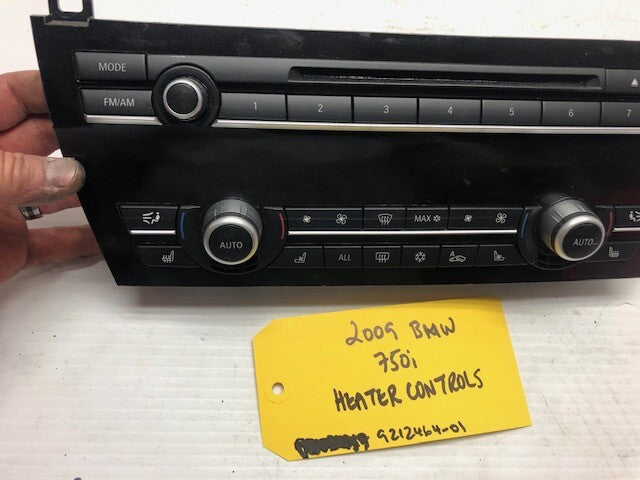 MODE
FM/AM 1 2 3 4 5 6 7
AUTO MAX AUTO
ALL A
2009 BMW
750i
HEATER CONTROLS
9212464-01